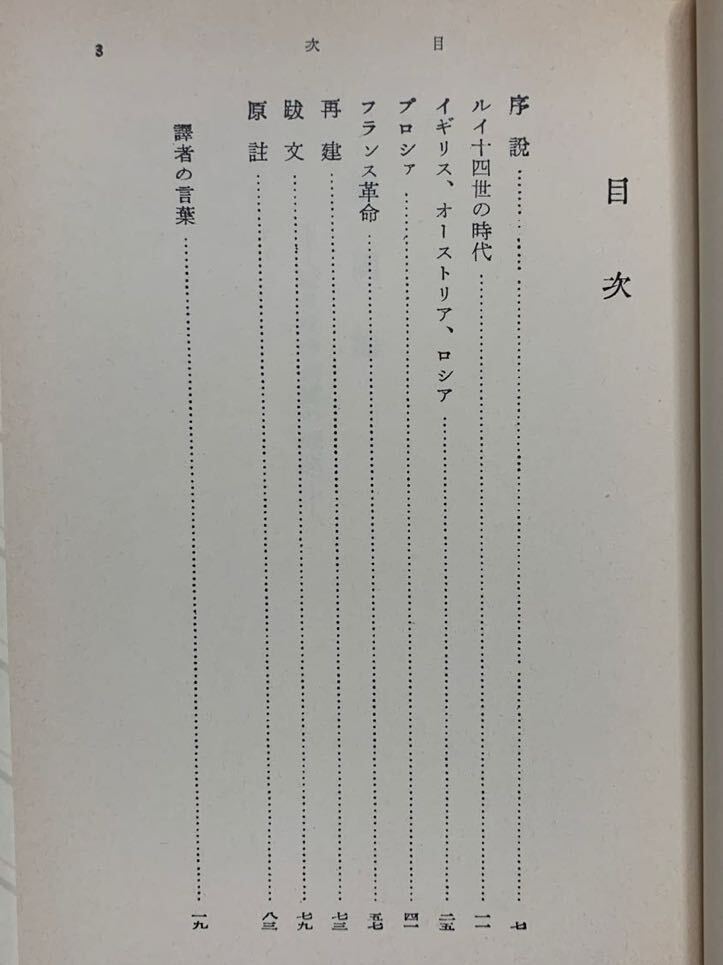 目次
3
目次
序説……七
ルイ十四世の時代……一一
イギリス、オーストリア、ロシア……二五
プロシァ……四一
フランス革命……五七
再建……七三
跋文……七九
原註……八三
譯者の言葉……一一九